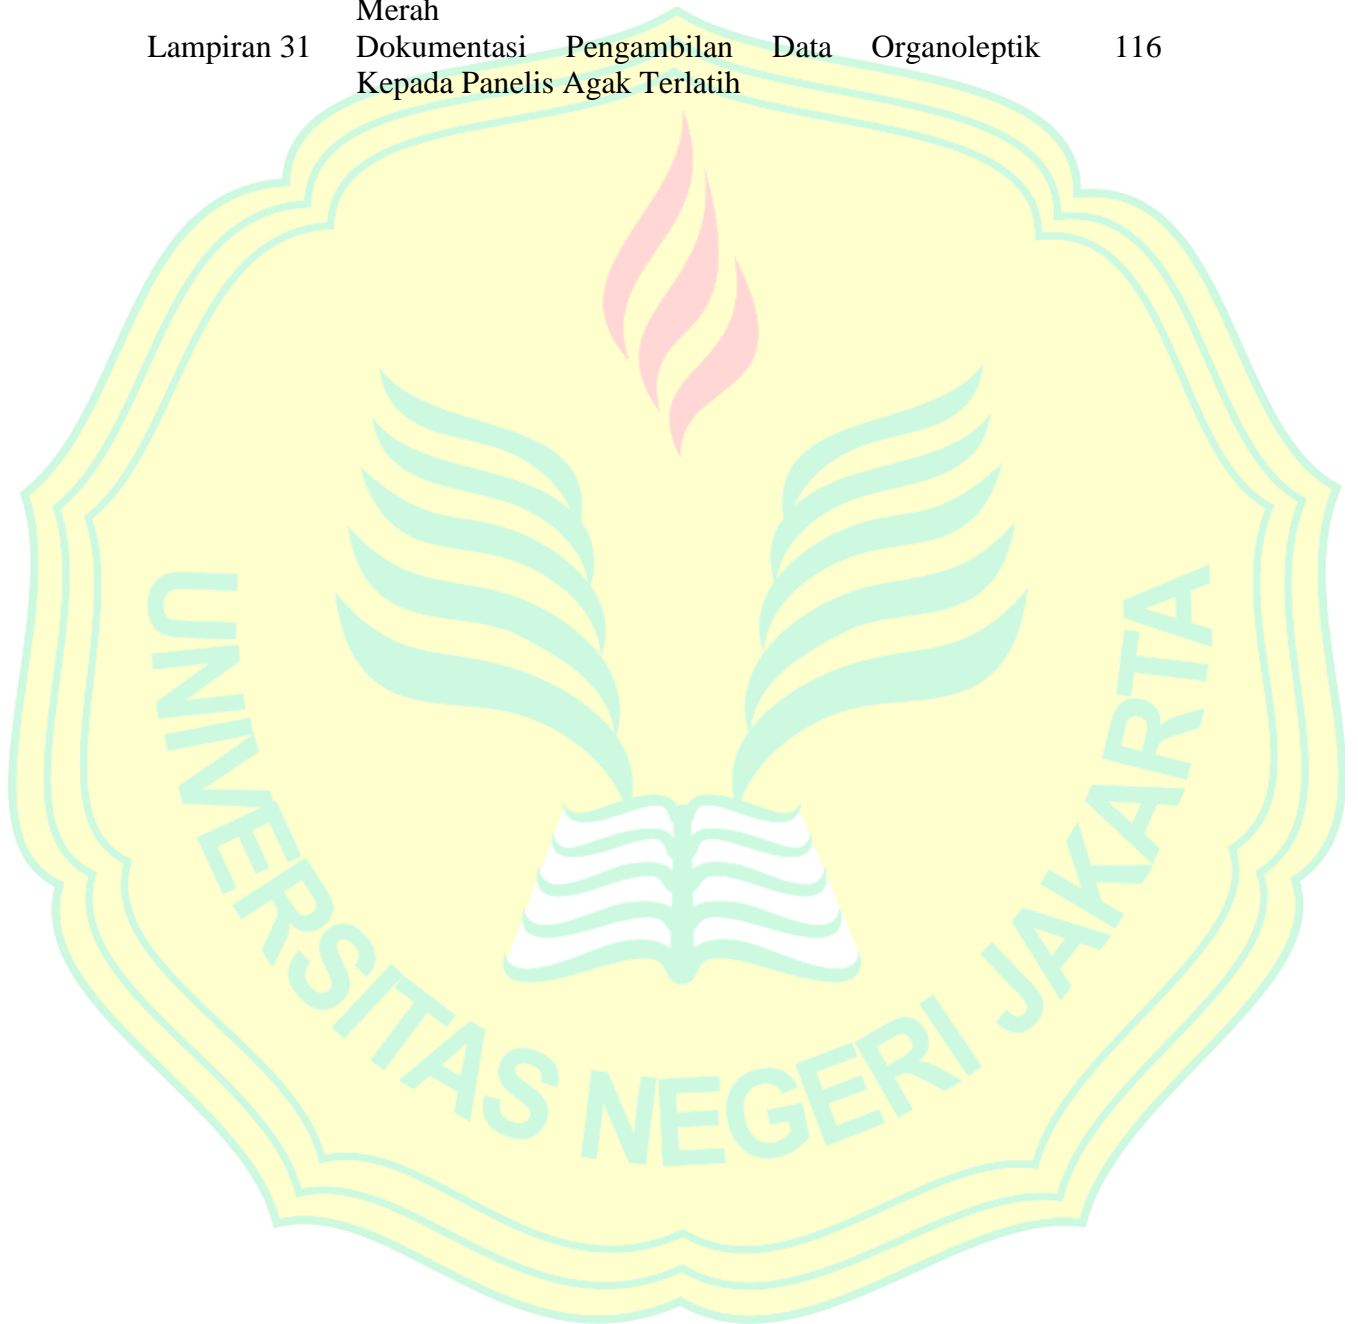 Merah
Lampiran 31 Dokumentasi Pengambilan Data Organoleptik 116
Kepada Panelis Agak Terlatih
UNIVERSITAS NEGERI JAKARTA